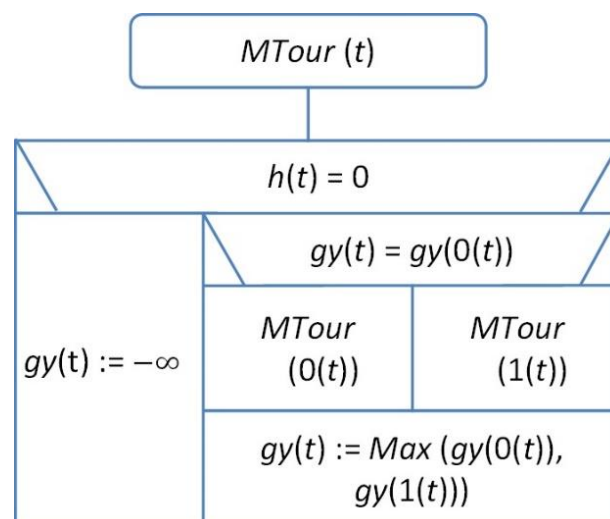 MTour (t)
h(t) = 0
gy(t) = gy(0(t))
gy(t) := −∞
MTour
(0(t))
MTour
(1(t))
gy(t) := Max (gy(0(t)),
gy(1(t)))